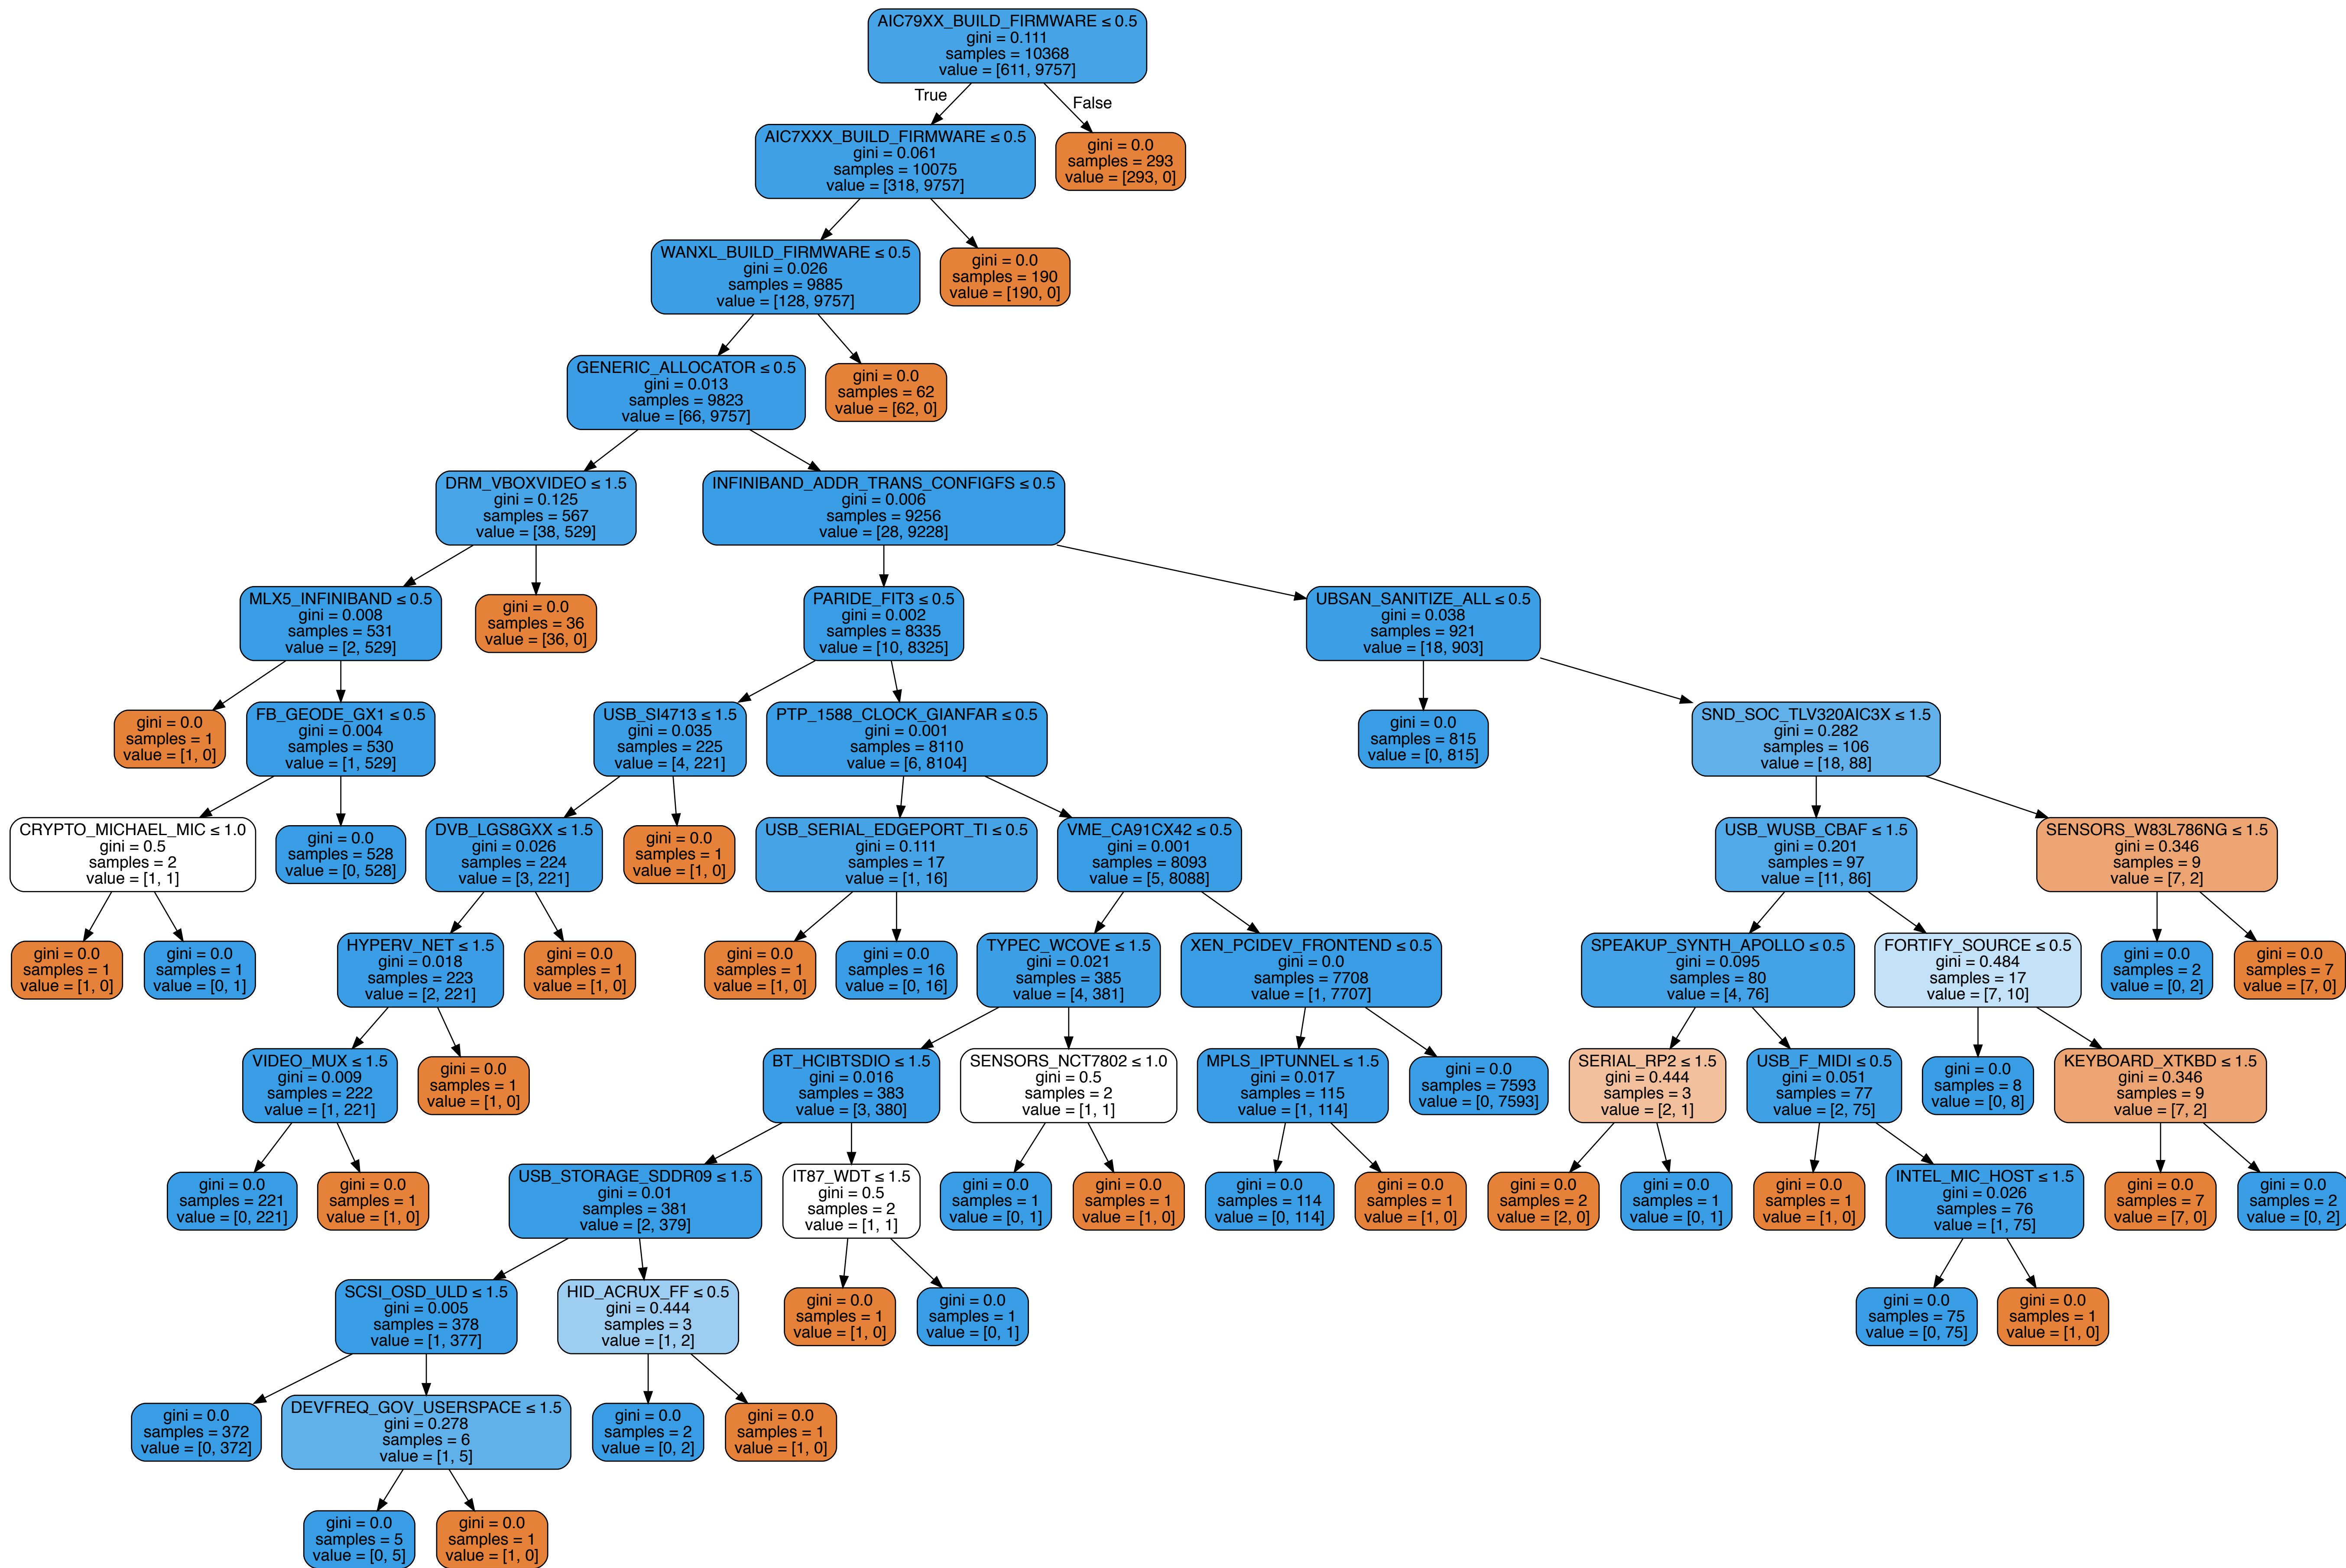 AIC79XX_BUILD_FIRMWARE ≤ 0.5
gini = 0.111
samples = 10368
value = [611, 9757]
True
False
AIC7XXX_BUILD_FIRMWARE ≤ 0.5
gini = 0.061
samples = 10075
value = [318, 9757]
gini = 0.0
samples = 293
value = [293, 0]
WANXL_BUILD_FIRMWARE ≤ 0.5
gini = 0.026
samples = 9885
value = [128, 9757]
gini = 0.0
samples = 190
value = [190, 0]
GENERIC_ALLOCATOR ≤ 0.5
gini = 0.013
samples = 9823
value = [66, 9757]
gini = 0.0
samples = 62
value = [62, 0]
DRM_VBOXVIDEO ≤ 1.5
gini = 0.125
samples = 567
value = [38, 529]
INFINIBAND_ADDR_TRANS_CONFIGFS ≤ 0.5
gini = 0.006
samples = 9256
value = [28, 9228]
MLX5_INFINIBAND ≤ 0.5
gini = 0.008
samples = 531
value = [2, 529]
gini = 0.0
samples = 36
value = [36, 0]
PARIDE_FIT3 ≤ 0.5
gini = 0.002
samples = 8335
value = [10, 8325]
UBSAN_SANITIZE_ALL ≤ 0.5
gini = 0.038
samples = 921
value = [18, 903]
gini = 0.0
samples = 1
value = [1, 0]
FB_GEODE_GX1 ≤ 0.5
gini = 0.004
samples = 530
value = [1, 529]
USB_SI4713 ≤ 1.5
gini = 0.035
samples = 225
value = [4, 221]
PTP_1588_CLOCK_GIANFAR ≤ 0.5
gini = 0.001
samples = 8110
value = [6, 8104]
gini = 0.0
samples = 815
value = [0, 815]
SND_SOC_TLV320AIC3X ≤ 1.5
gini = 0.282
samples = 106
value = [18, 88]
CRYPTO_MICHAEL_MIC ≤ 1.0
gini = 0.5
samples = 2
value = [1, 1]
gini = 0.0
samples = 528
value = [0, 528]
DVB_LGS8GXX ≤ 1.5
gini = 0.026
samples = 224
value = [3, 221]
gini = 0.0
samples = 1
value = [1, 0]
USB_SERIAL_EDGEPORT_TI ≤ 0.5
gini = 0.111
samples = 17
value = [1, 16]
VME_CA91CX42 ≤ 0.5
gini = 0.001
samples = 8093
value = [5, 8088]
USB_WUSB_CBAF ≤ 1.5
gini = 0.201
samples = 97
value = [11, 86]
SENSORS_W83L786NG ≤ 1.5
gini = 0.346
samples = 9
value = [7, 2]
gini = 0.0
samples = 1
value = [1, 0]
gini = 0.0
samples = 1
value = [0, 1]
HYPERV_NET ≤ 1.5
gini = 0.018
samples = 223
value = [2, 221]
gini = 0.0
samples = 1
value = [1, 0]
gini = 0.0
samples = 1
value = [1, 0]
gini = 0.0
samples = 16
value = [0, 16]
TYPEC_WCOVE ≤ 1.5
gini = 0.021
samples = 385
value = [4, 381]
XEN_PCIDEV_FRONTEND ≤ 0.5
gini = 0.0
samples = 7708
value = [1, 7707]
SPEAKUP_SYNTH_APOLLO ≤ 0.5
gini = 0.095
samples = 80
value = [4, 76]
FORTIFY_SOURCE ≤ 0.5
gini = 0.484
samples = 17
value = [7, 10]
gini = 0.0
samples = 2
value = [0, 2]
gini = 0.0
samples = 7
value = [7, 0]
VIDEO_MUX ≤ 1.5
gini = 0.009
samples = 222
value = [1, 221]
gini = 0.0
samples = 1
value = [1, 0]
BT_HCIBTSDIO ≤ 1.5
gini = 0.016
samples = 383
value = [3, 380]
SENSORS_NCT7802 ≤ 1.0
gini = 0.5
samples = 2
value = [1, 1]
MPLS_IPTUNNEL ≤ 1.5
gini = 0.017
samples = 115
value = [1, 114]
gini = 0.0
samples = 7593
value = [0, 7593]
SERIAL_RP2 ≤ 1.5
gini = 0.444
samples = 3
value = [2, 1]
USB_F_MIDI ≤ 0.5
gini = 0.051
samples = 77
value = [2, 75]
gini = 0.0
samples = 8
value = [0, 8]
KEYBOARD_XTKBD ≤ 1.5
gini = 0.346
samples = 9
value = [7, 2]
gini = 0.0
samples = 221
value = [0, 221]
gini = 0.0
samples = 1
value = [1, 0]
USB_STORAGE_SDDR09 ≤ 1.5
gini = 0.01
samples = 381
value = [2, 379]
IT87_WDT ≤ 1.5
gini = 0.5
samples = 2
value = [1, 1]
gini = 0.0
samples = 1
value = [0, 1]
gini = 0.0
samples = 1
value = [1, 0]
gini = 0.0
samples = 114
value = [0, 114]
gini = 0.0
samples = 1
value = [1, 0]
gini = 0.0
samples = 2
value = [2, 0]
gini = 0.0
samples = 1
value = [0, 1]
gini = 0.0
samples = 1
value = [1, 0]
INTEL_MIC_HOST ≤ 1.5
gini = 0.026
samples = 76
value = [1, 75]
gini = 0.0
samples = 7
value = [7, 0]
gini = 0.0
samples = 2
value = [0, 2]
SCSI_OSD_ULD ≤ 1.5
gini = 0.005
samples = 378
value = [1, 377]
HID_ACRUX_FF ≤ 0.5
gini = 0.444
samples = 3
value = [1, 2]
gini = 0.0
samples = 1
value = [1, 0]
gini = 0.0
samples = 1
value = [0, 1]
gini = 0.0
samples = 75
value = [0, 75]
gini = 0.0
samples = 1
value = [1, 0]
gini = 0.0
samples = 372
value = [0, 372]
DEVFREQ_GOV_USERSPACE ≤ 1.5
gini = 0.278
samples = 6
value = [1, 5]
gini = 0.0
samples = 2
value = [0, 2]
gini = 0.0
samples = 1
value = [1, 0]
gini = 0.0
samples = 5
value = [0, 5]
gini = 0.0
samples = 1
value = [1, 0]